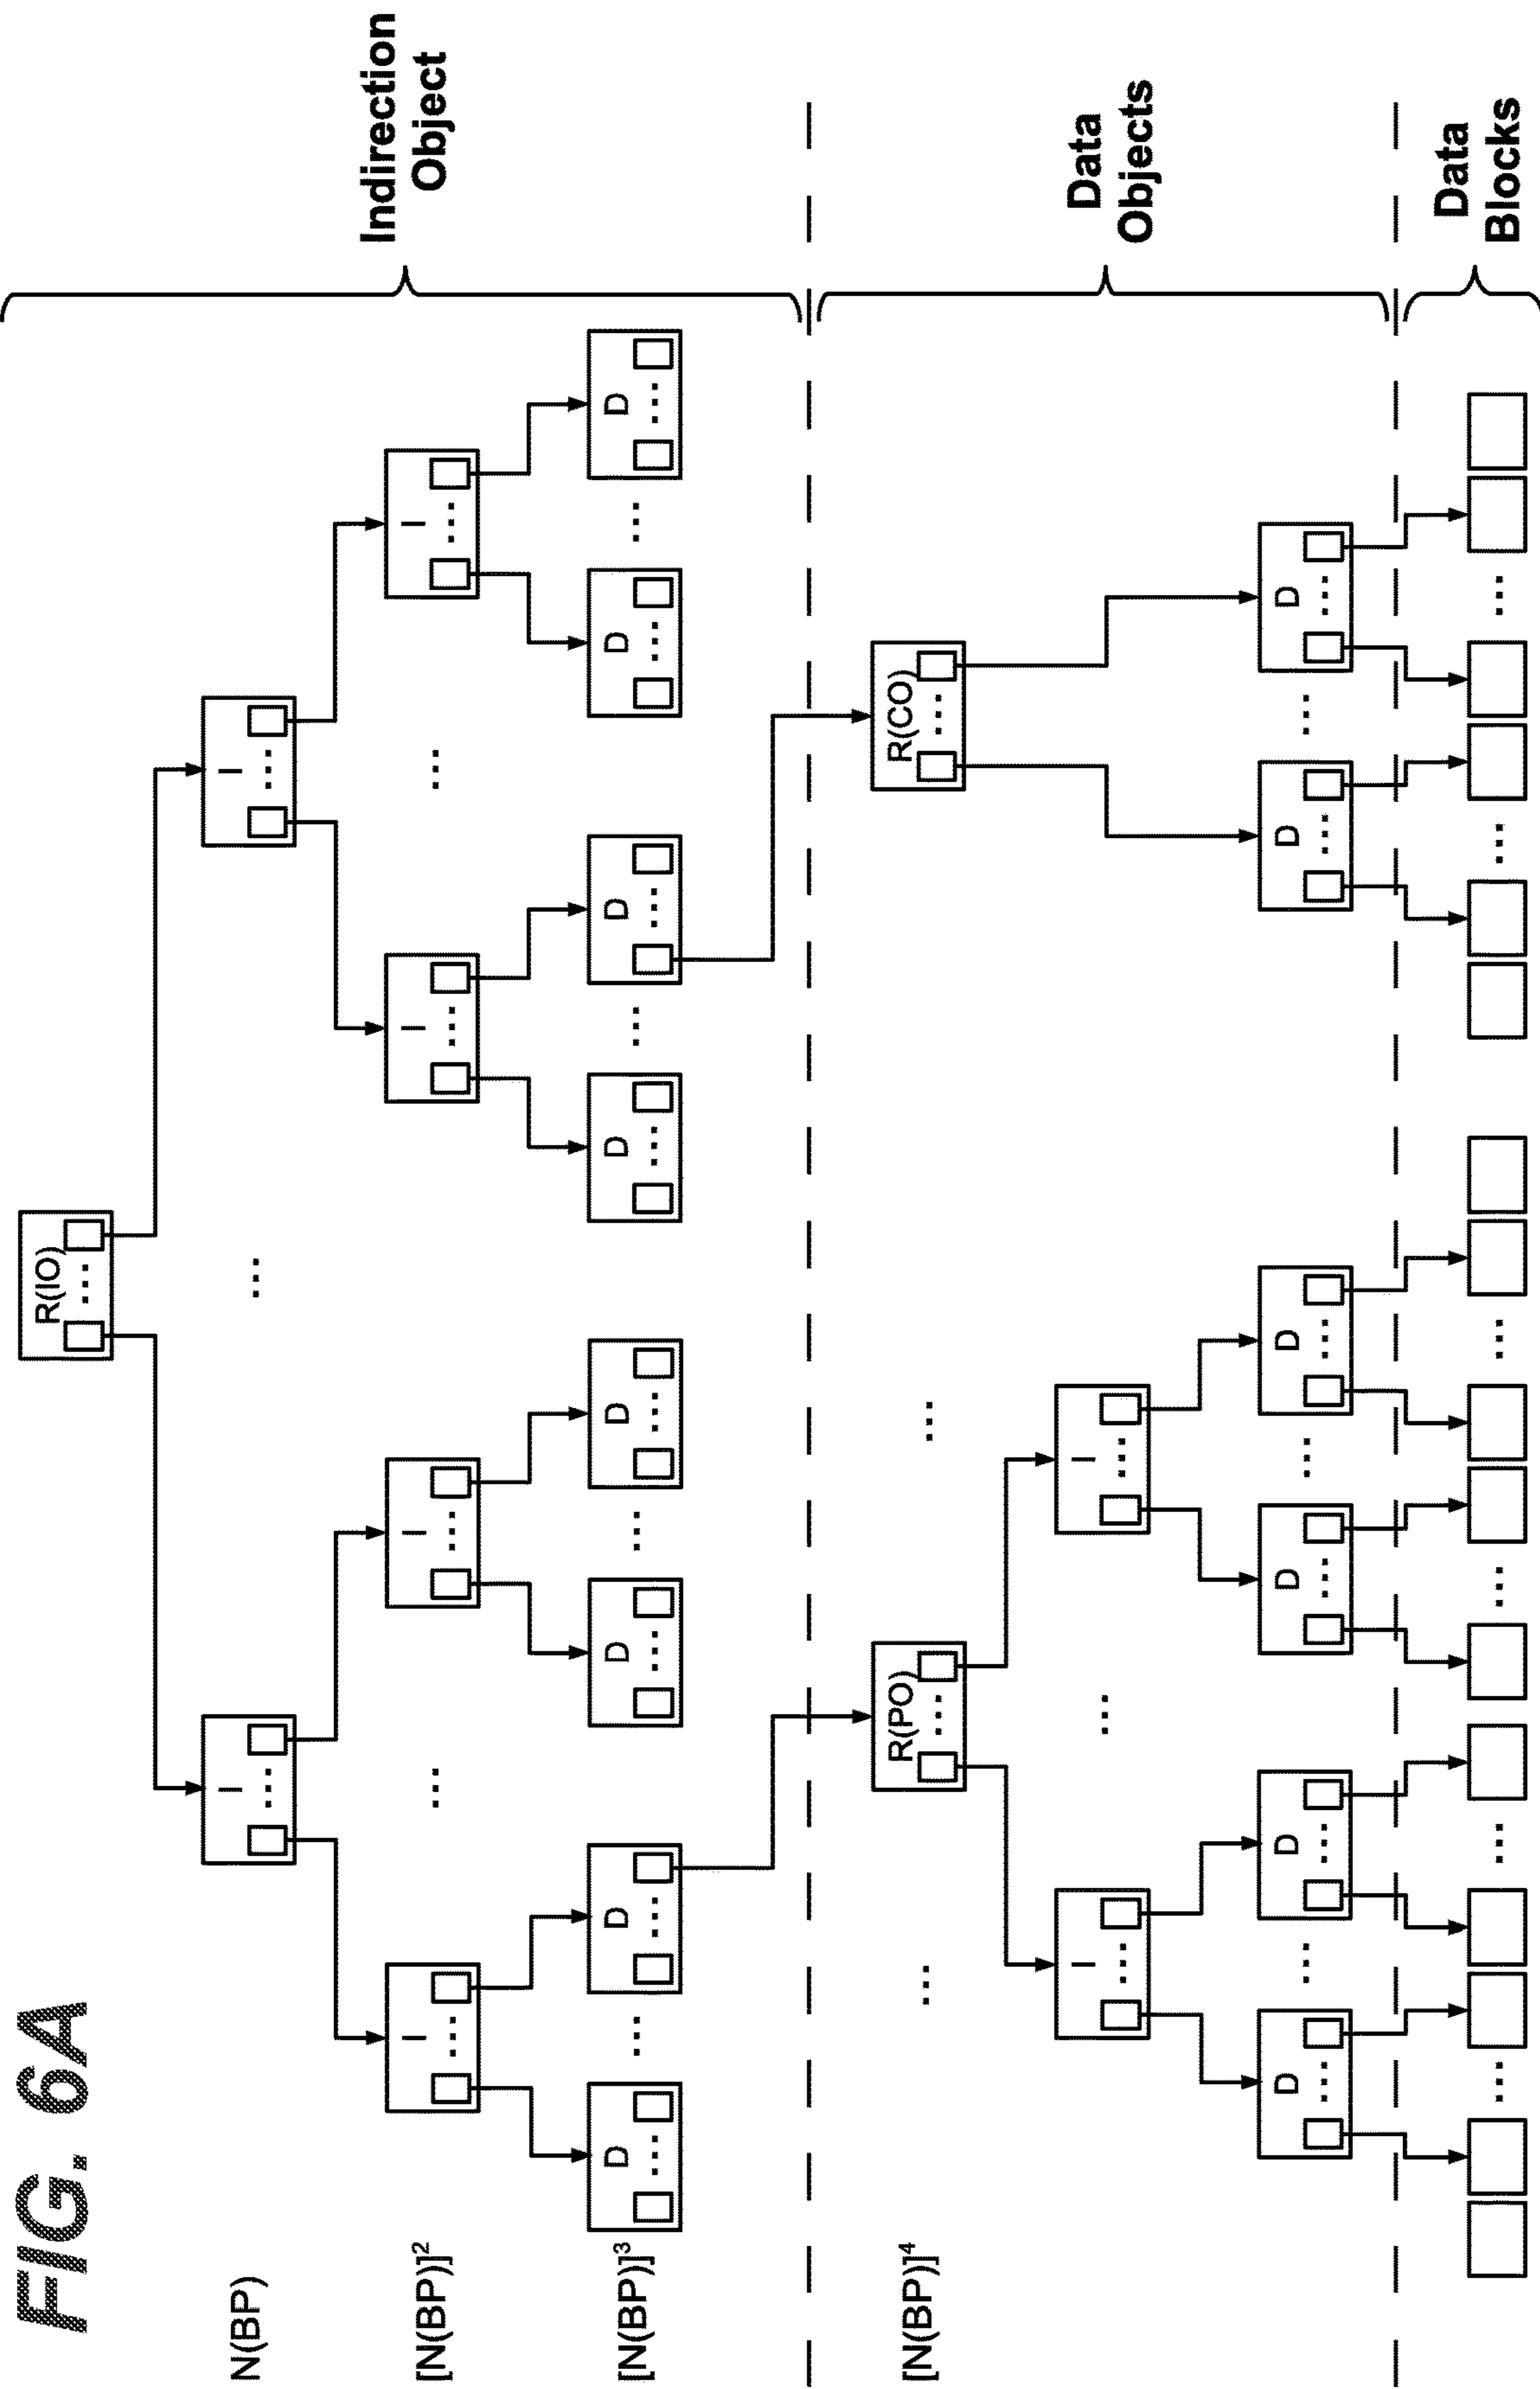 FIG. 6A
R(IO)
...
Indirection
Object
N(BP)
I
...
...
I
...
[N(BP)]²
I
...
...
I
...
I
...
...
I
...
[N(BP)]³
D
...
...
D
...
D
...
...
D
...
D
...
...
D
...
D
...
...
D
...
[N(BP)]⁴
...
R(PO)
...
...
R(CO)
...
Data
Objects
I
...
...
I
...
D
...
...
D
...
D
...
...
D
...
D
...
...
D
...
...
...
...
...
...
...
Data
Blocks